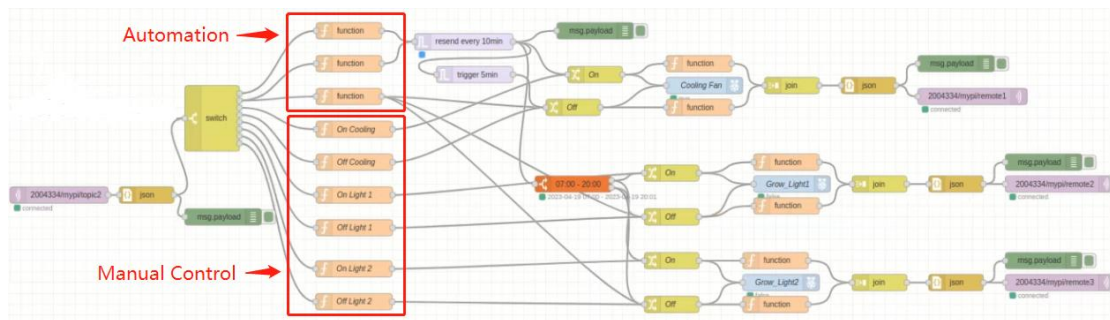 Automation
function
function
function
resend every 10min
trigger 5min
msg.payload
On
Off
function
Cooling Fan
function
join
json
msg.payload
2004334/mypi/remote1
connected
switch
2004334/mypi/topic2
connected
json
msg.payload
Manual Control
On Cooling
Off Cooling
On Light 1
Off Light 1
On Light 2
Off Light 2
07:00 - 20:00
On
Off
function
Grow_Light1
function
join
json
msg.payload
2004334/mypi/remote2
connected
On
Off
function
Grow_Light2
function
join
json
msg.payload
2004334/mypi/remote3
connected